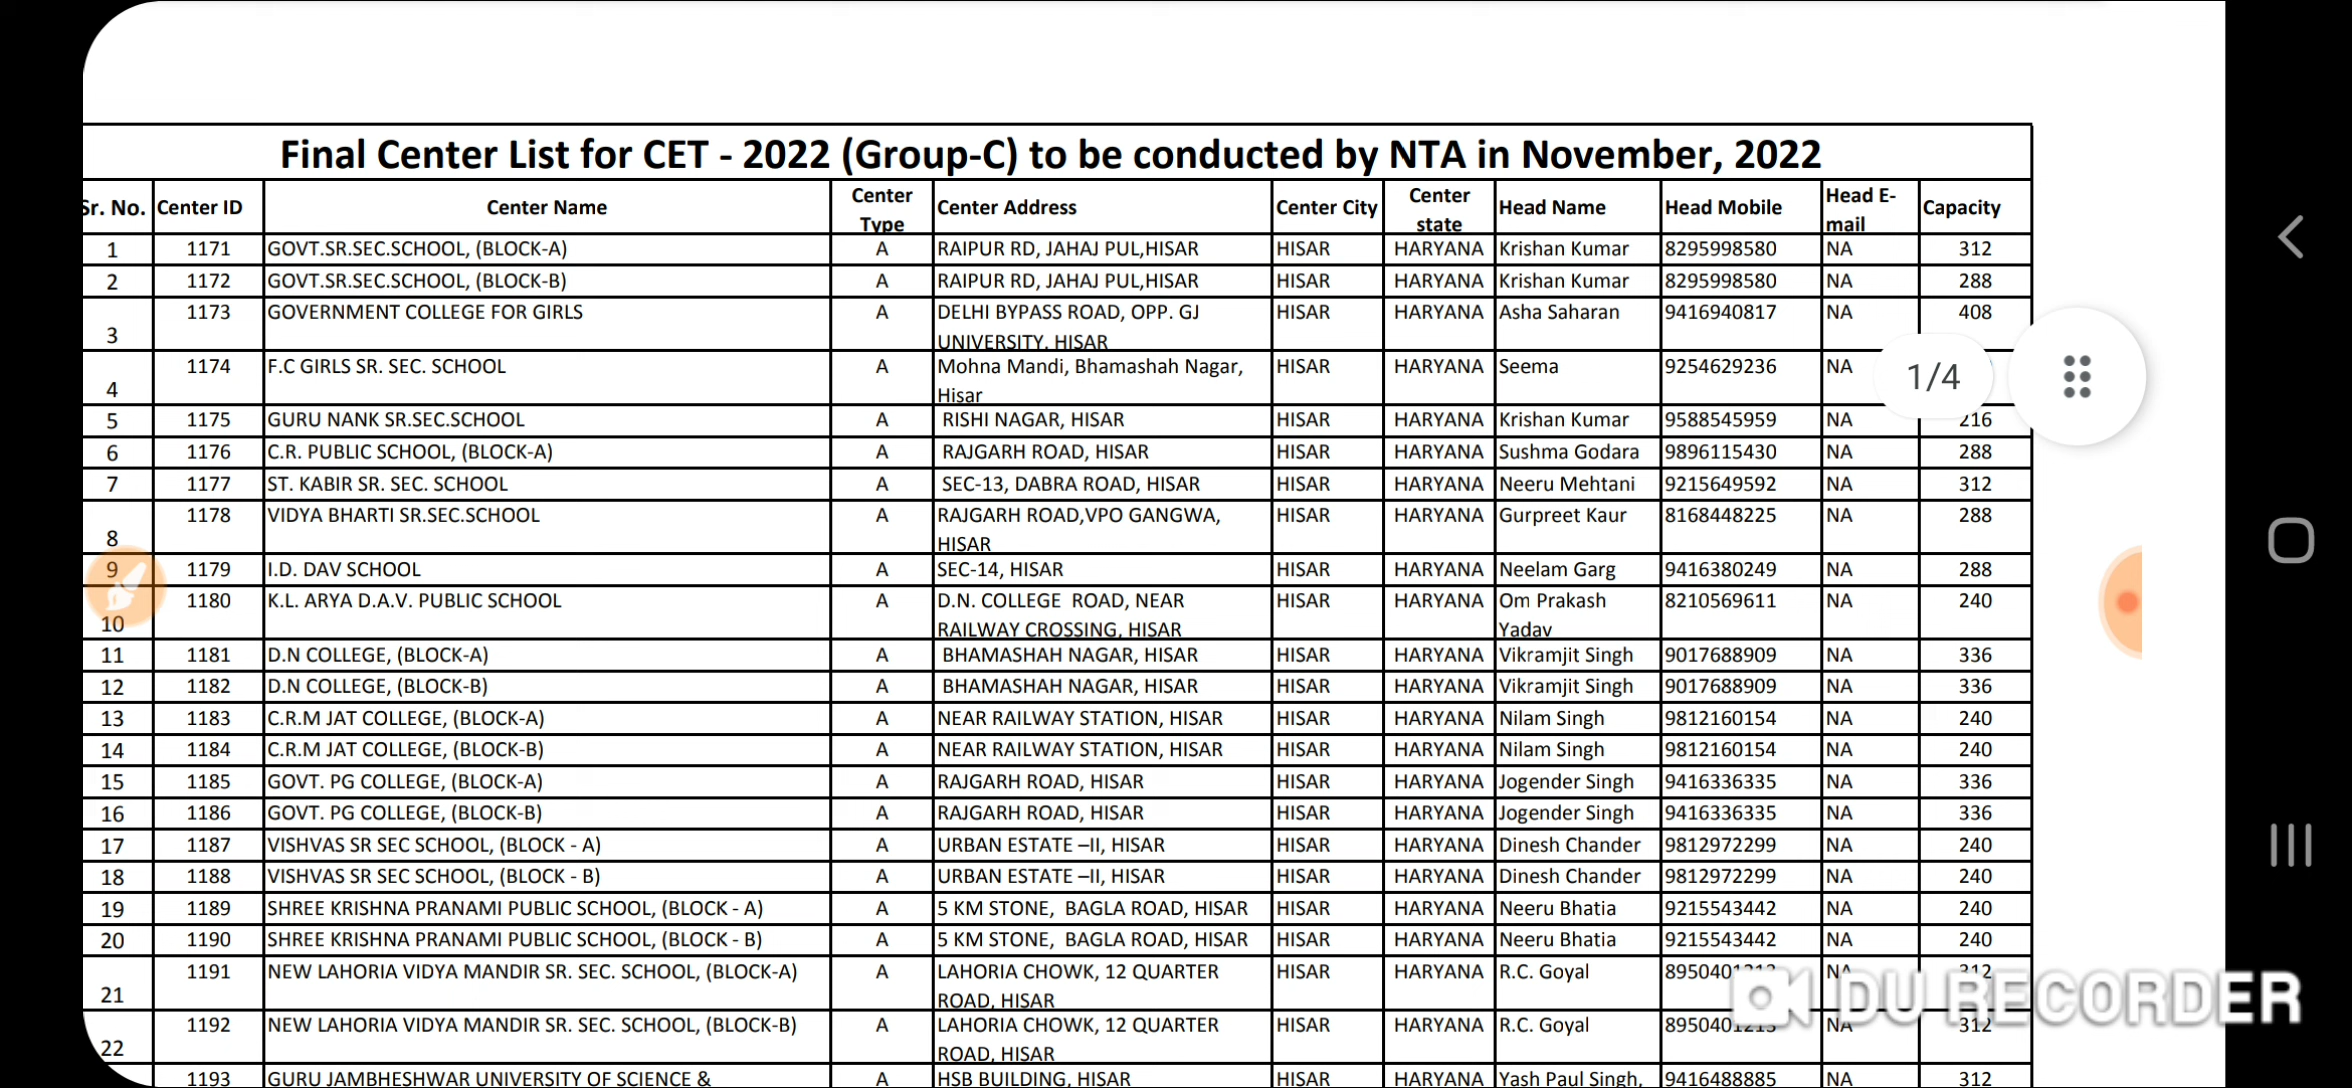 Final Center List for CET - 2022 (Group-C) to be conducted by NTA in November, 2022
Sr. No. Center ID Center Name Center Type Center Address Center City Center state Head Name Head Mobile Head E-mail Capacity
1 1171 GOVT.SR.SEC.SCHOOL, (BLOCK-A) A RAIPUR RD, JAHAJ PUL,HISAR HISAR HARYANA Krishan Kumar 8295998580 NA 312
2 1172 GOVT.SR.SEC.SCHOOL, (BLOCK-B) A RAIPUR RD, JAHAJ PUL,HISAR HISAR HARYANA Krishan Kumar 8295998580 NA 288
3 1173 GOVERNMENT COLLEGE FOR GIRLS A DELHI BYPASS ROAD, OPP. GJ UNIVERSITY, HISAR HISAR HARYANA Asha Saharan 9416940817 NA 408
4 1174 F.C GIRLS SR. SEC. SCHOOL A Mohna Mandi, Bhamashah Nagar, Hisar HISAR HARYANA Seema 9254629236 NA
1/4
5 1175 GURU NANK SR.SEC.SCHOOL A RISHI NAGAR, HISAR HISAR HARYANA Krishan Kumar 9588545959 NA 216
6 1176 C.R. PUBLIC SCHOOL, (BLOCK-A) A RAJGARH ROAD, HISAR HISAR HARYANA Sushma Godara 9896115430 NA 288
7 1177 ST. KABIR SR. SEC. SCHOOL A SEC-13, DABRA ROAD, HISAR HISAR HARYANA Neeru Mehtani 9215649592 NA 312
8 1178 VIDYA BHARTI SR.SEC.SCHOOL A RAJGARH ROAD,VPO GANGWA, HISAR HISAR HARYANA Gurpreet Kaur 8168448225 NA 288
9 1179 I.D. DAV SCHOOL A SEC-14, HISAR HISAR HARYANA Neelam Garg 9416380249 NA 288
10 1180 K.L. ARYA D.A.V. PUBLIC SCHOOL A D.N. COLLEGE ROAD, NEAR RAILWAY CROSSING, HISAR HISAR HARYANA Om Prakash Yadav 8210569611 NA 240
11 1181 D.N COLLEGE, (BLOCK-A) A BHAMASHAH NAGAR, HISAR HISAR HARYANA Vikramjit Singh 9017688909 NA 336
12 1182 D.N COLLEGE, (BLOCK-B) A BHAMASHAH NAGAR, HISAR HISAR HARYANA Vikramjit Singh 9017688909 NA 336
13 1183 C.R.M JAT COLLEGE, (BLOCK-A) A NEAR RAILWAY STATION, HISAR HISAR HARYANA Nilam Singh 9812160154 NA 240
14 1184 C.R.M JAT COLLEGE, (BLOCK-B) A NEAR RAILWAY STATION, HISAR HISAR HARYANA Nilam Singh 9812160154 NA 240
15 1185 GOVT. PG COLLEGE, (BLOCK-A) A RAJGARH ROAD, HISAR HISAR HARYANA Jogender Singh 9416336335 NA 336
16 1186 GOVT. PG COLLEGE, (BLOCK-B) A RAJGARH ROAD, HISAR HISAR HARYANA Jogender Singh 9416336335 NA 336
17 1187 VISHVAS SR SEC SCHOOL, (BLOCK - A) A URBAN ESTATE –II, HISAR HISAR HARYANA Dinesh Chander 9812972299 NA 240
18 1188 VISHVAS SR SEC SCHOOL, (BLOCK - B) A URBAN ESTATE –II, HISAR HISAR HARYANA Dinesh Chander 9812972299 NA 240
19 1189 SHREE KRISHNA PRANAMI PUBLIC SCHOOL, (BLOCK - A) A 5 KM STONE, BAGLA ROAD, HISAR HISAR HARYANA Neeru Bhatia 9215543442 NA 240
20 1190 SHREE KRISHNA PRANAMI PUBLIC SCHOOL, (BLOCK - B) A 5 KM STONE, BAGLA ROAD, HISAR HISAR HARYANA Neeru Bhatia 9215543442 NA 240
21 1191 NEW LAHORIA VIDYA MANDIR SR. SEC. SCHOOL, (BLOCK-A) A LAHORIA CHOWK, 12 QUARTER ROAD, HISAR HISAR HARYANA R.C. Goyal NA 312
DU RECORDER
22 1192 NEW LAHORIA VIDYA MANDIR SR. SEC. SCHOOL, (BLOCK-B) A LAHORIA CHOWK, 12 QUARTER ROAD, HISAR HISAR HARYANA R.C. Goyal NA 312
1193 GURU JAMBHESHWAR UNIVERSITY OF SCIENCE & A HSB BUILDING, HISAR HISAR HARYANA Yash Paul Singh, 9416488885 NA 312